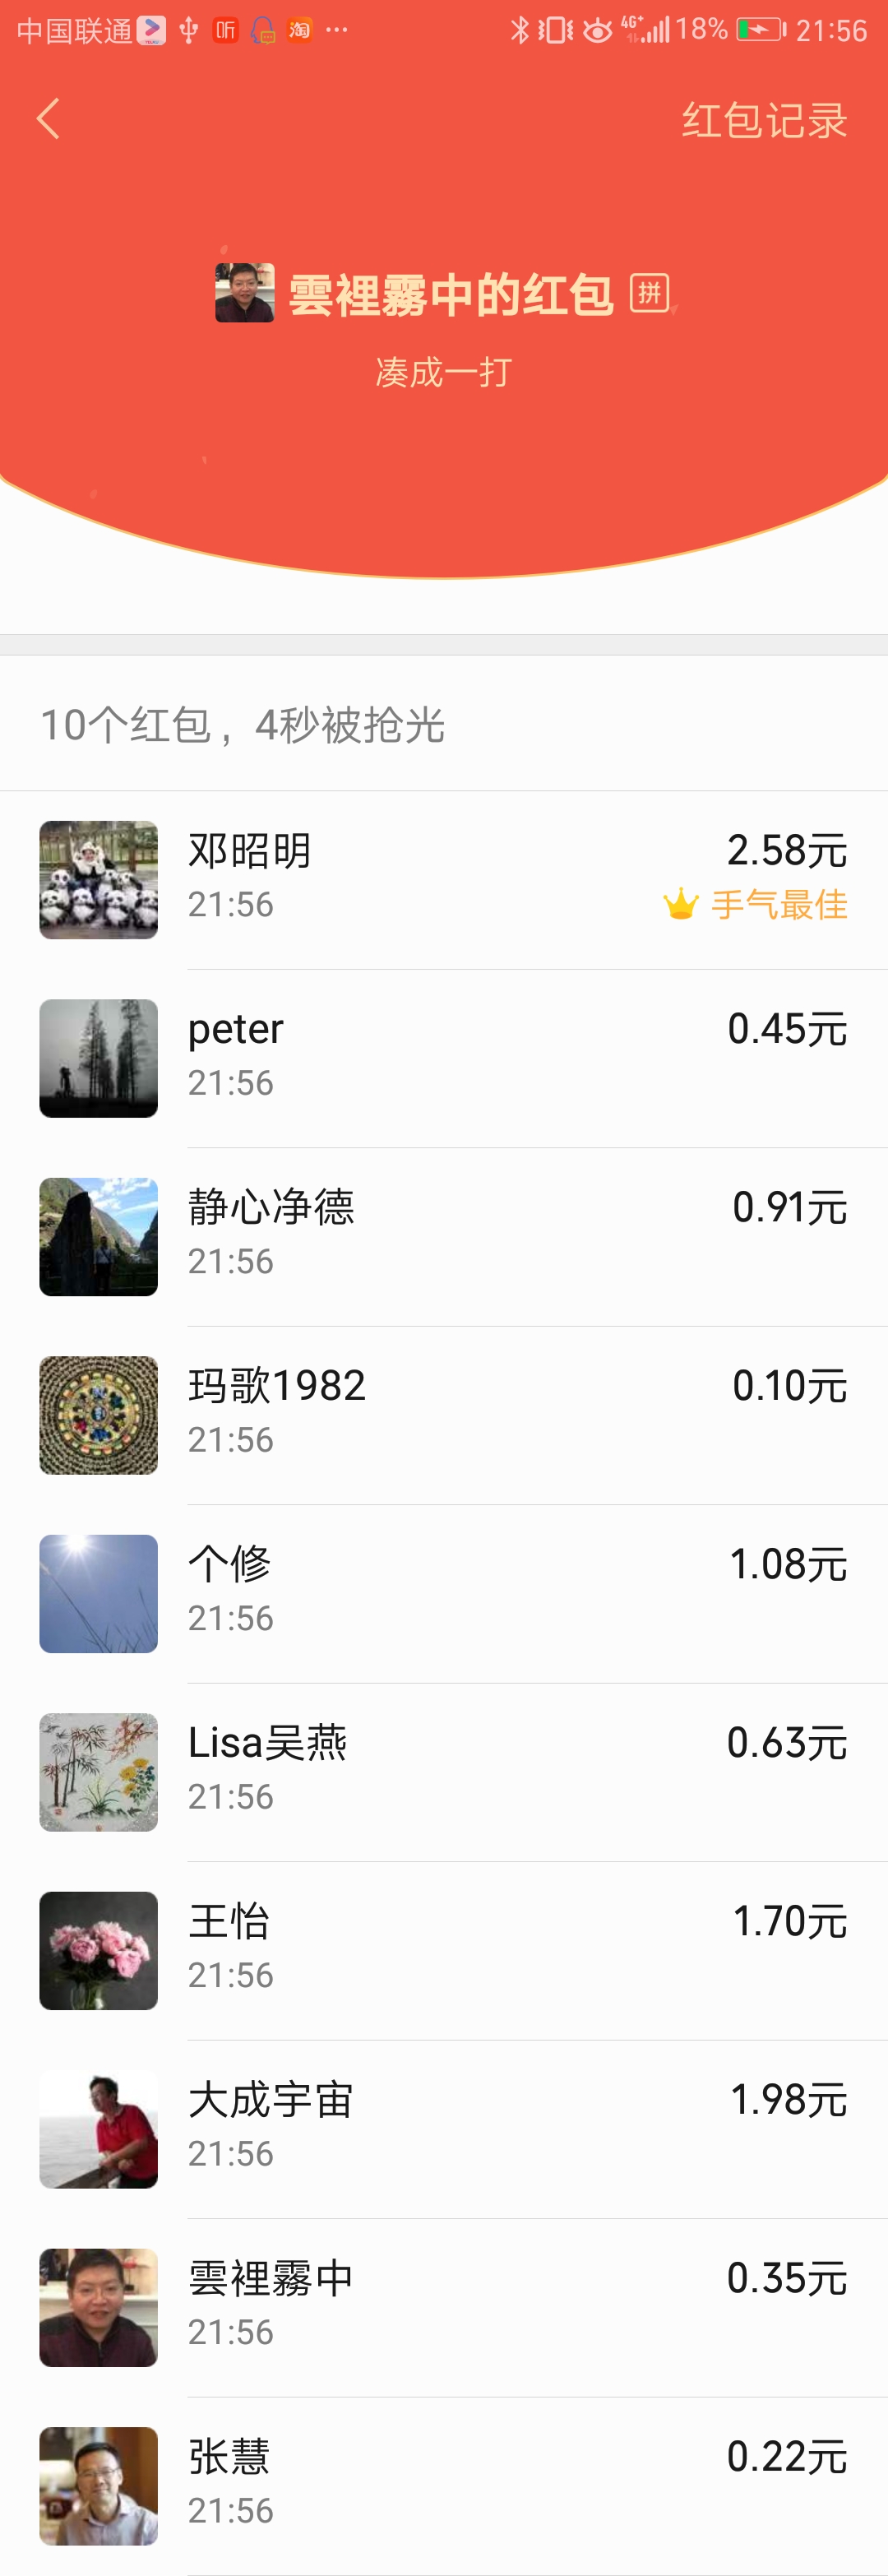 中国联通 听 淘 ··· 4G+ 18% 21:56
红包记录
雲裡霧中的红包 拼
凑成一打
10个红包，4秒被抢光
邓昭明 2.58元
21:56 手气最佳
peter 0.45元
21:56
静心净德 0.91元
21:56
玛歌1982 0.10元
21:56
个修 1.08元
21:56
Lisa吴燕 0.63元
21:56
王怡 1.70元
21:56
大成宇宙 1.98元
21:56
雲裡霧中 0.35元
21:56
张慧 0.22元
21:56